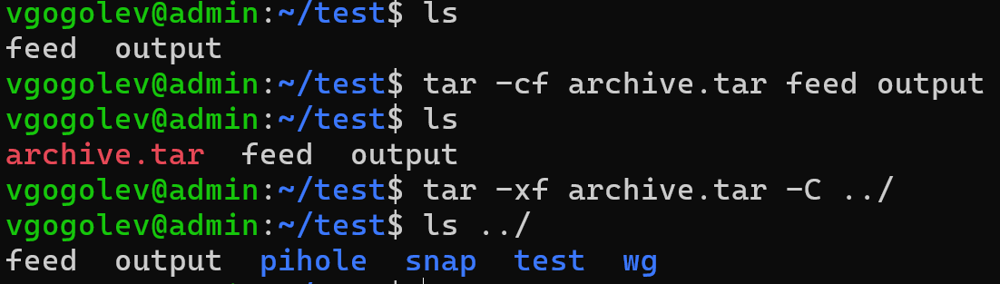 vgogolev@admin:~/test$ ls
feed  output
vgogolev@admin:~/test$ tar -cf archive.tar feed output
vgogolev@admin:~/test$ ls
archive.tar  feed  output
vgogolev@admin:~/test$ tar -xf archive.tar -C ../
vgogolev@admin:~/test$ ls ../
feed  output  pihole  snap  test  wg